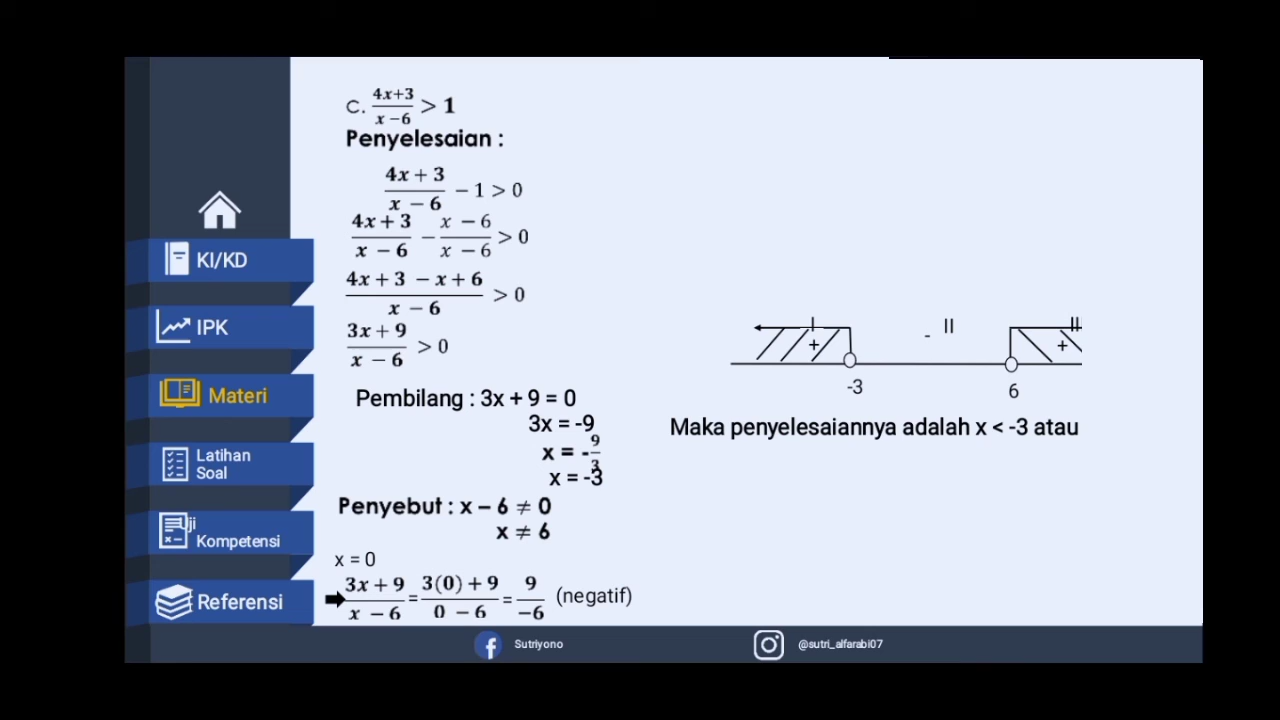 KI/KD
IPK
Materi
Latihan
Soal
Uji
Kompetensi
Referensi
C. (4x+3)/(x −6) > 1
Penyelesaian :
(4x + 3)/(x − 6) − 1 > 0
(4x + 3)/(x − 6) − (x − 6)/(x − 6) > 0
(4x + 3 − x + 6)/(x − 6) > 0
(3x + 9)/(x − 6) > 0
Pembilang : 3x + 9 = 0
3x = -9
x = -9/3
x = -3
Penyebut : x – 6 ≠ 0
x ≠ 6
x = 0
(3x + 9)/(x − 6) = (3(0) + 9)/(0 − 6) = 9/−6 (negatif)
I II III
+ - +
-3 6
Maka penyelesaiannya adalah x < -3 atau
Sutriyono
@sutri_alfarabi07